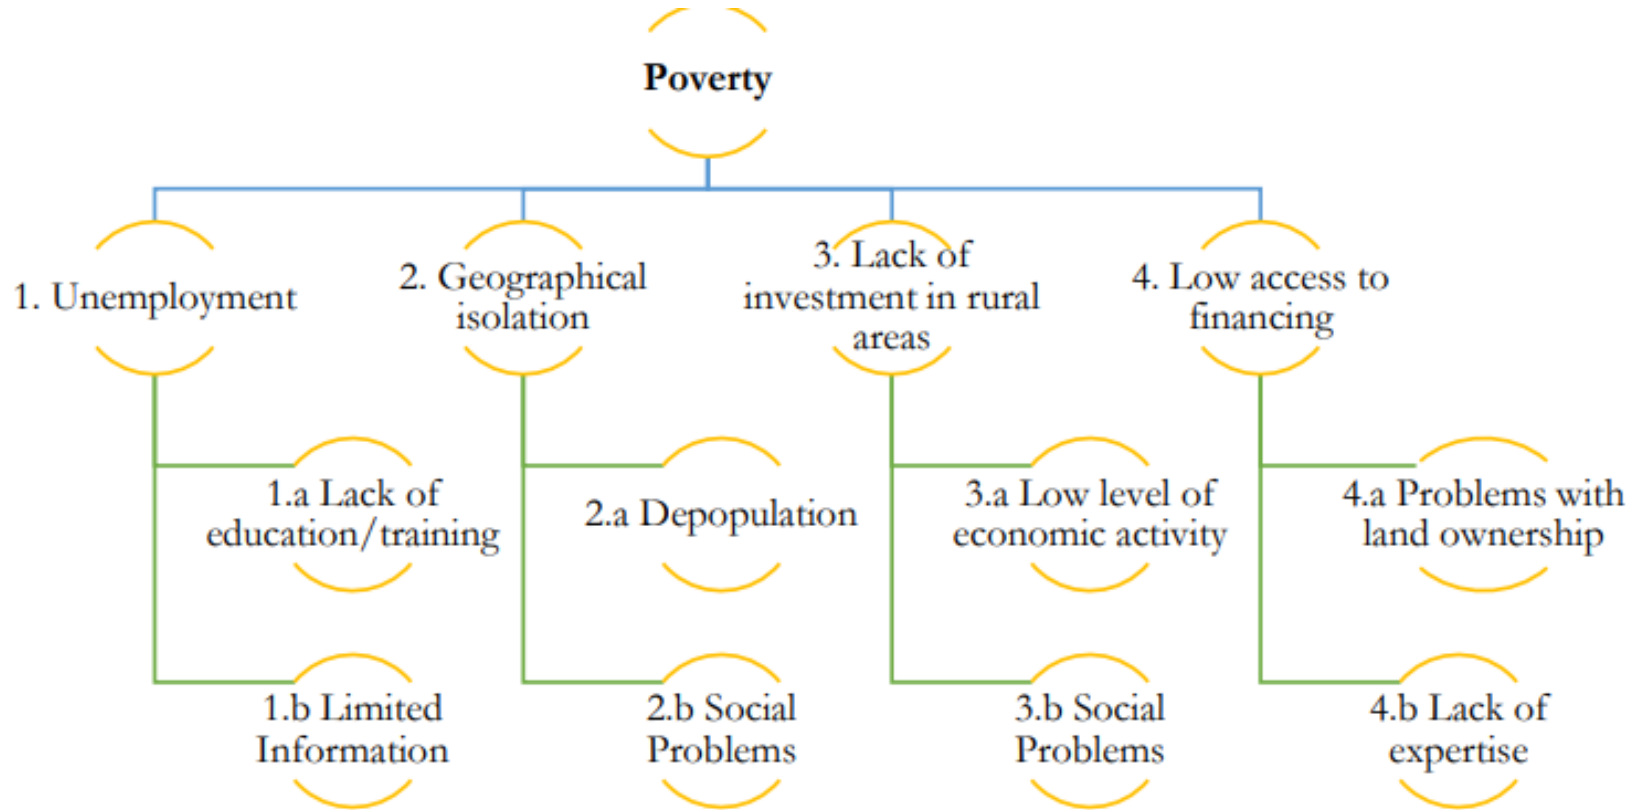 Poverty
1. Unemployment
2. Geographical
isolation
3. Lack of
investment in rural
areas
4. Low access to
financing
1.a Lack of
education/training
2.a Depopulation
3.a Low level of
economic activity
4.a Problems with
land ownership
1.b Limited
Information
2.b Social
Problems
3.b Social
Problems
4.b Lack of
expertise